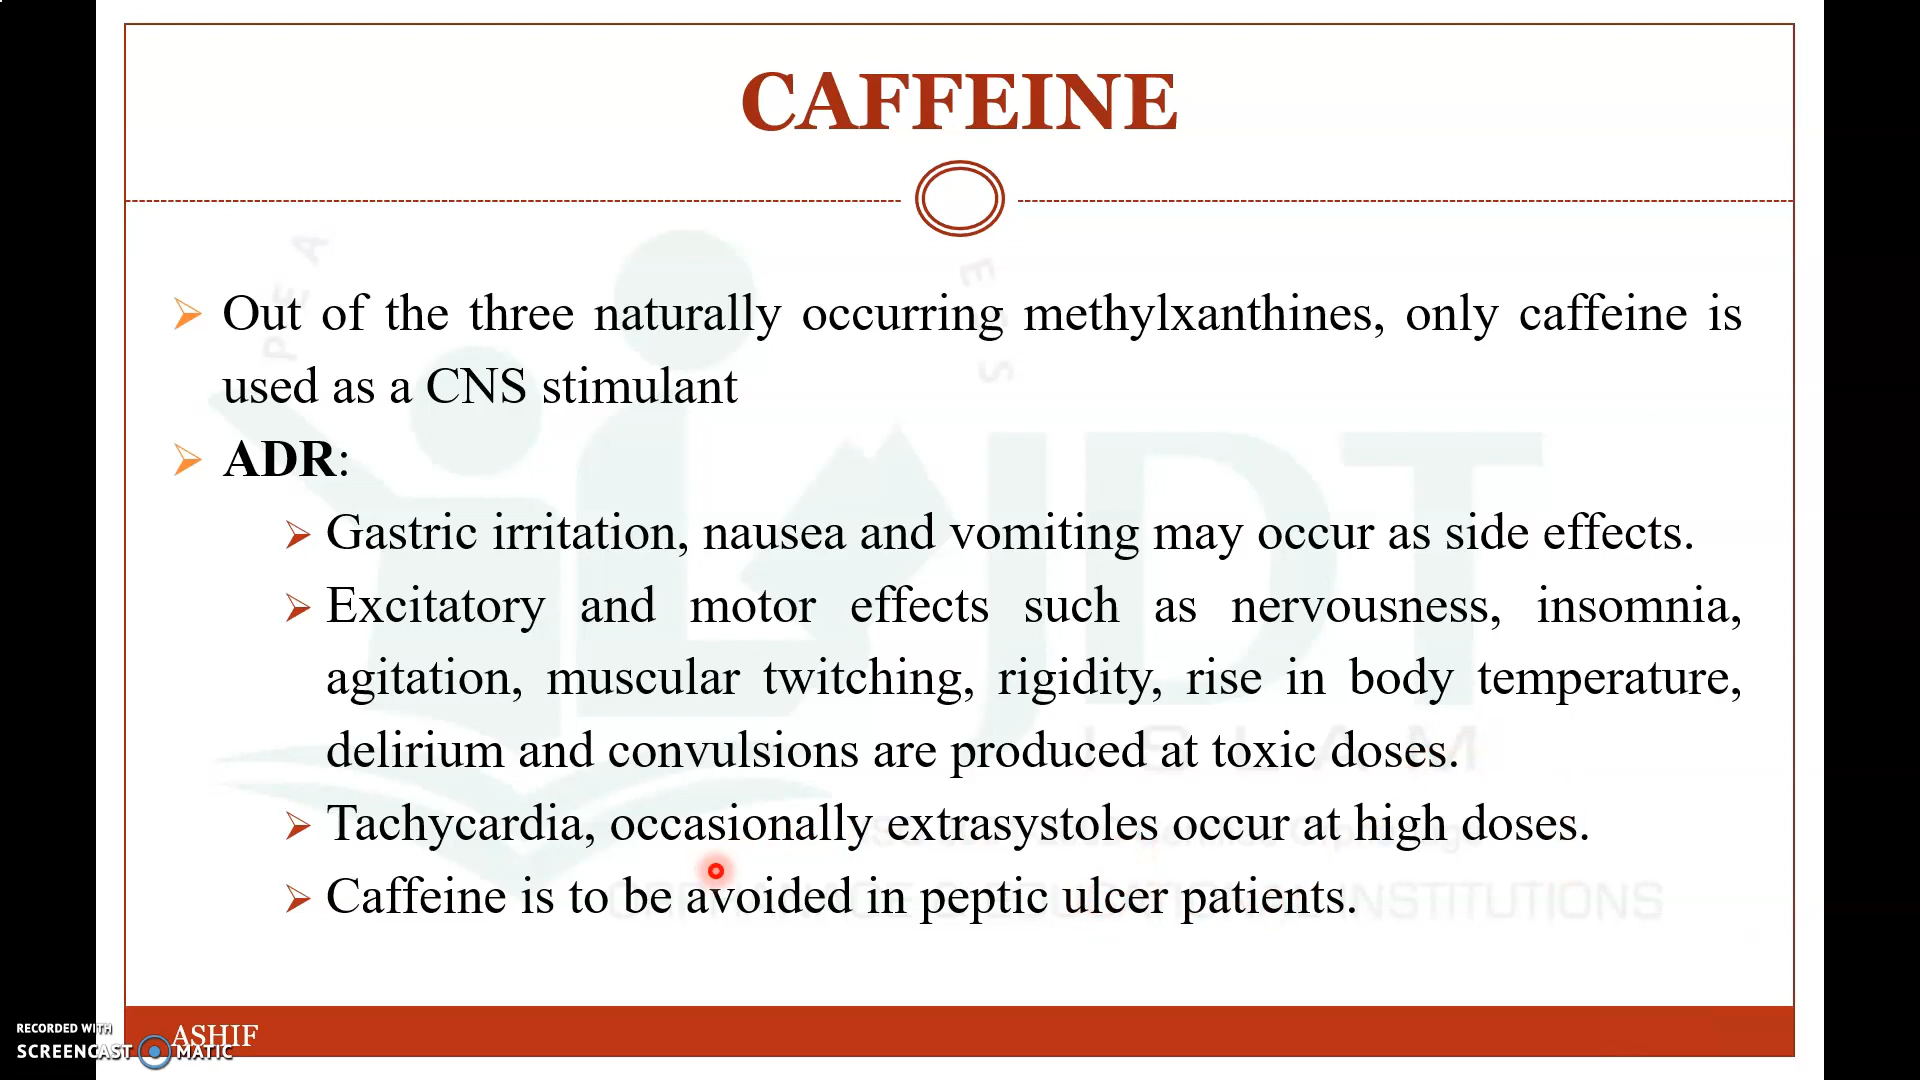 CAFFEINE
Out of the three naturally occurring methylxanthines, only caffeine is
used as a CNS stimulant
ADR:
Gastric irritation, nausea and vomiting may occur as side effects.
Excitatory and motor effects such as nervousness, insomnia,
agitation, muscular twitching, rigidity, rise in body temperature,
delirium and convulsions are produced at toxic doses.
Tachycardia, occasionally extrasystoles occur at high doses.
Caffeine is to be avoided in peptic ulcer patients.
JDT
ISLAM
INSTITUTIONS
ASHIF
RECORDED WITH
SCREENCAST MATIC